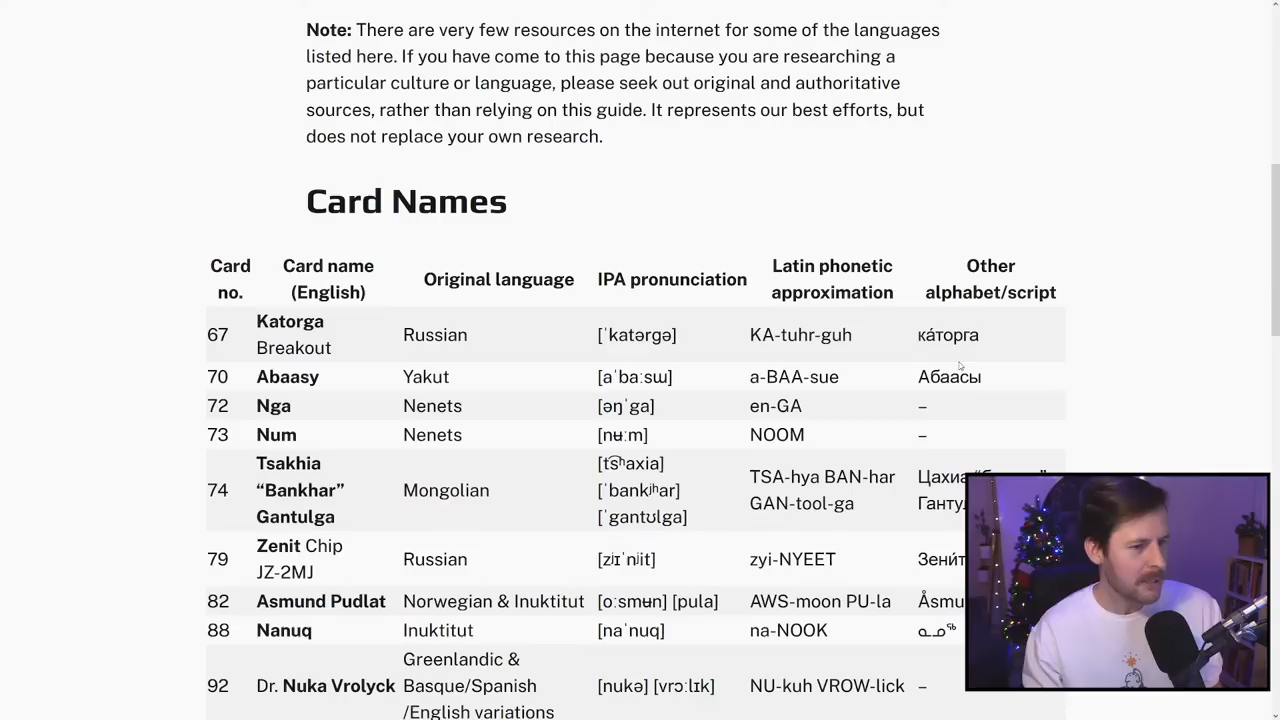 Note: There are very few resources on the internet for some of the languages
listed here. If you have come to this page because you are researching a
particular culture or language, please seek out original and authoritative
sources, rather than relying on this guide. It represents our best efforts, but
does not replace your own research.
Card Names
Card no. Card name (English) Original language IPA pronunciation Latin phonetic approximation Other alphabet/script
67 Katorga Breakout Russian [ˈkatərɡə] KA-tuhr-guh ка́торга
70 Abaasy Yakut [aˈbaːsɯ] a-BAA-sue Абаасы
72 Nga Nenets [əŋˈɡa] en-GA –
73 Num Nenets [nʉːm] NOOM –
74 Tsakhia “Bankhar” Gantulga Mongolian [t͡sʰaxia] [ˈbankʲʰar] [ˈɡantʊlɡa] TSA-hya BAN-har GAN-tool-ga Цахиа
79 Zenit Chip JZ-2MJ Russian [zʲɪˈnʲit] zyi-NYEET
82 Asmund Pudlat Norwegian & Inuktitut [oːsmʉn] [pula] AWS-moon PU-la
88 Nanuq Inuktitut [naˈnuq] na-NOOK ᓇᓄᖅ
92 Dr. Nuka Vrolyck Greenlandic & Basque/Spanish /English variations [nukə] [vrɔːlɪk] NU-kuh VROW-lick –